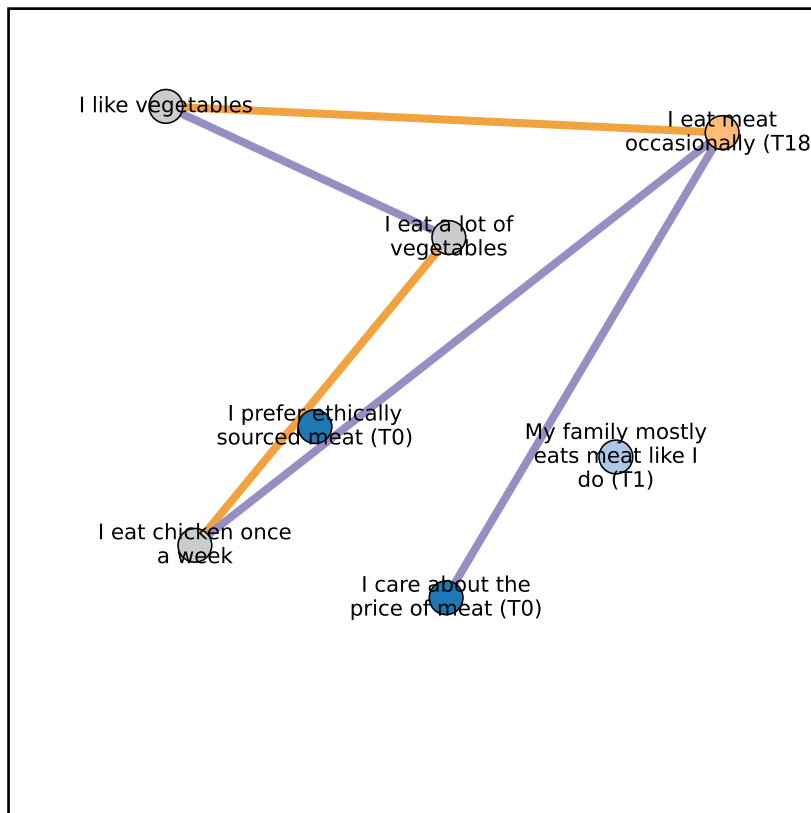 I like vegetables
I eat meat
occasionally (T18
I eat a lot of
vegetables
I prefer ethically
sourced meat (T0)
My family mostly
eats meat like I
do (T1)
I eat chicken once
a week
I care about the
price of meat (T0)